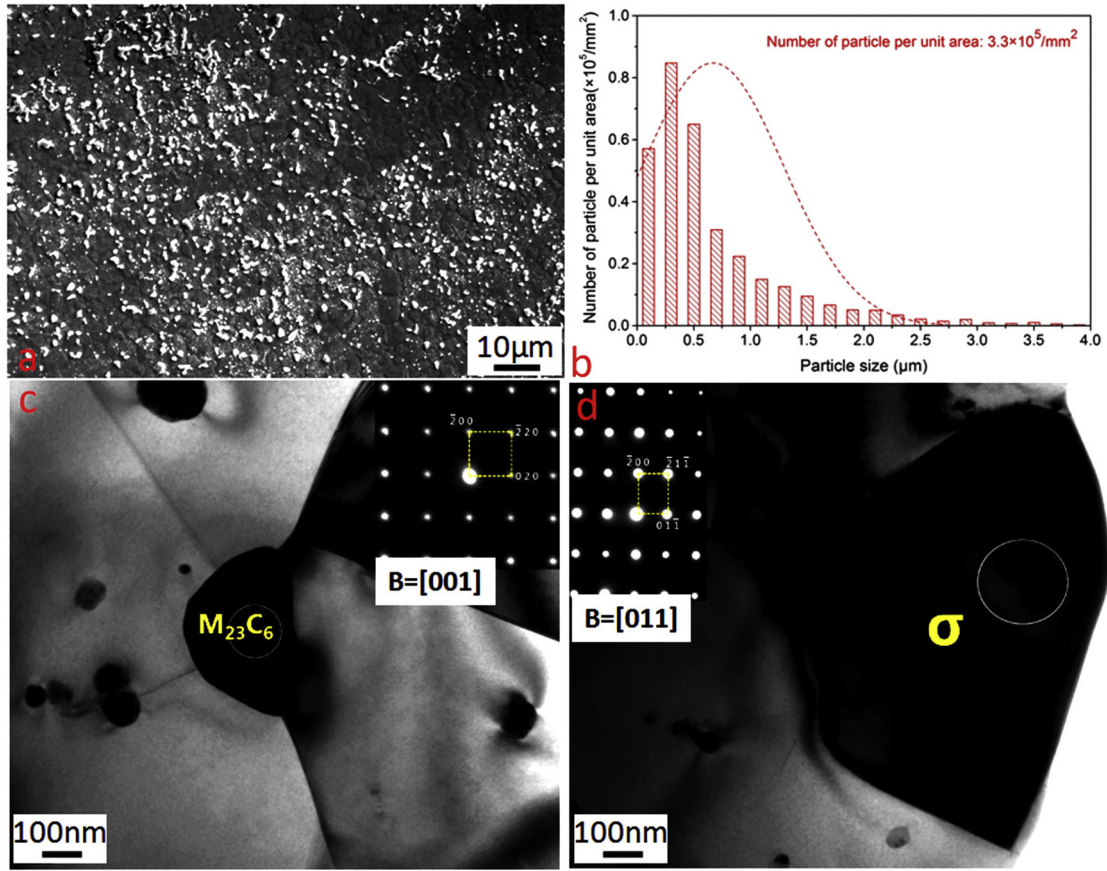 a
10μm
b
Number of particle per unit area: 3.3×10⁵/mm²
Number of particle per unit area(×10⁵/mm²)
1.0
0.8
0.6
0.4
0.2
0.0
0.0 0.5 1.0 1.5 2.0 2.5 3.0 3.5 4.0
Particle size (μm)
c
2̄00
2̄20
020
B=[001]
M₂₃C₆
100nm
d
2̄00
2̄11̄
011̄
B=[011]
σ
100nm